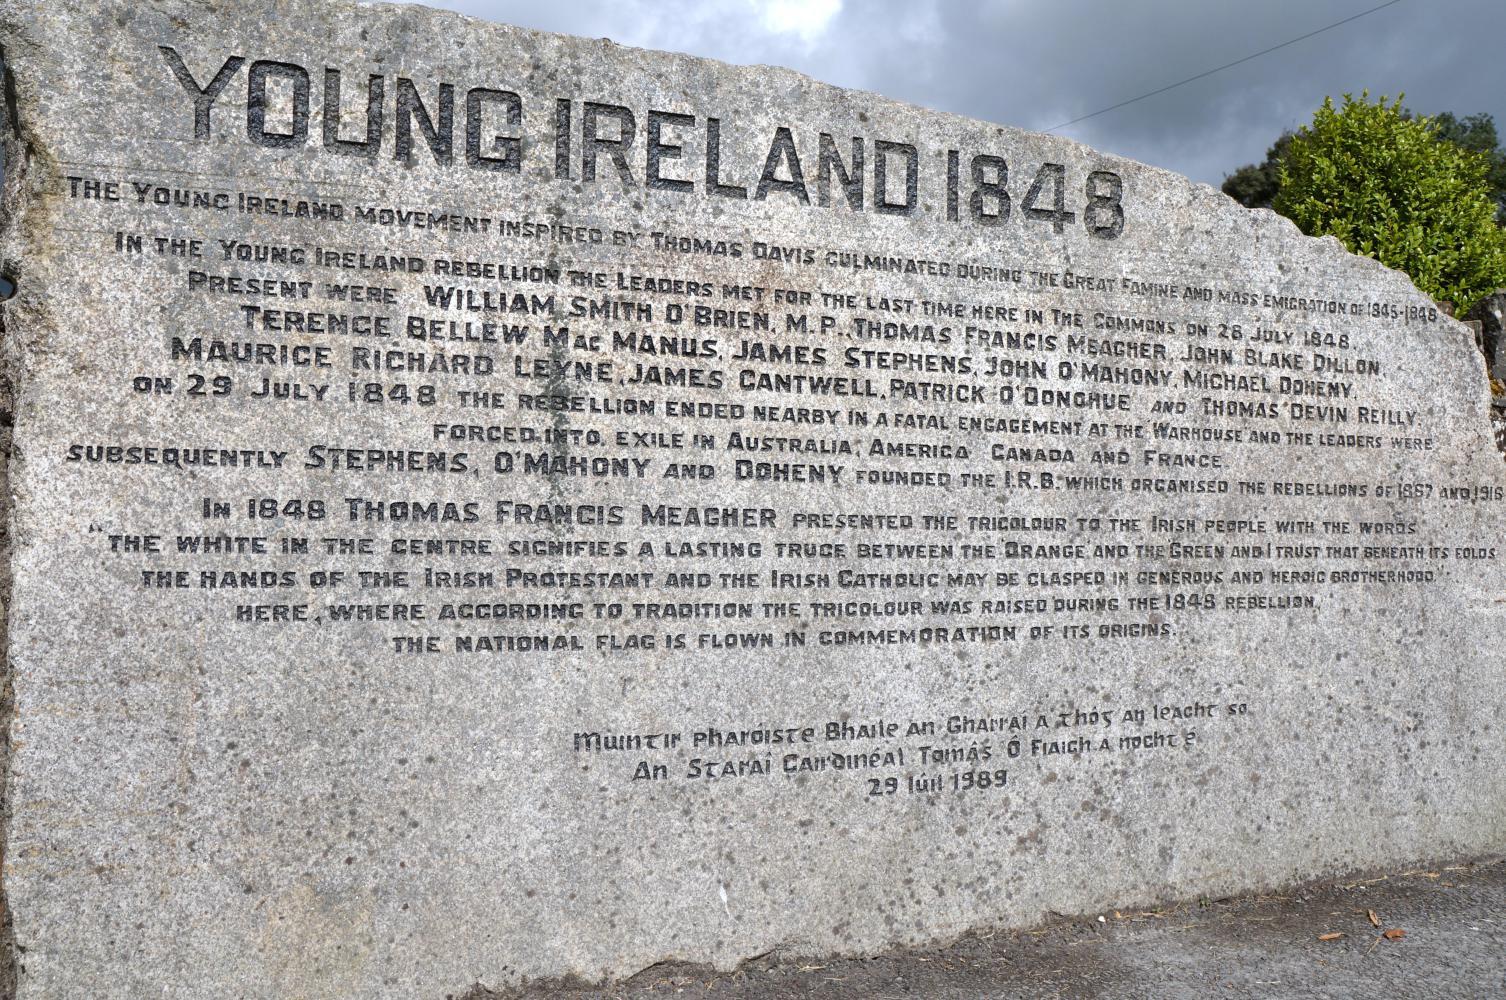 YOUNG IRELAND 1848
THE YOUNG IRELAND MOVEMENT INSPIRED BY THOMAS DAVIS CULMINATED DURING THE GREAT FAMINE AND MASS EMIGRATION OF 1845-1848
IN THE YOUNG IRELAND REBELLION THE LEADERS MET FOR THE LAST TIME HERE IN THE COMMONS ON 28 JULY 1848.
PRESENT WERE WILLIAM SMITH O'BRIEN, M.P., THOMAS FRANCIS MEAGHER, JOHN BLAKE DILLON,
TERENCE BELLEW MACMANUS, JAMES STEPHENS, JOHN O'MAHONY, MICHAEL DOHENY,
MAURICE RICHARD LEYNE, JAMES CANTWELL, PATRICK O'DONOGHUE AND THOMAS DEVIN REILLY.
ON 29 JULY 1848 THE REBELLION ENDED NEARBY IN A FATAL ENGAGEMENT AT THE WARHOUSE AND THE LEADERS WERE
FORCED INTO EXILE IN AUSTRALIA, AMERICA, CANADA AND FRANCE.
SUBSEQUENTLY STEPHENS, O'MAHONY AND DOHENY FOUNDED THE I.R.B. WHICH ORGANISED THE REBELLIONS OF 1867 AND 1916
IN 1848 THOMAS FRANCIS MEAGHER PRESENTED THE TRICOLOUR TO THE IRISH PEOPLE WITH THE WORDS
"THE WHITE IN THE CENTRE SIGNIFIES A LASTING TRUCE BETWEEN THE ORANGE AND THE GREEN AND I TRUST THAT BENEATH ITS FOLDS
THE HANDS OF THE IRISH PROTESTANT AND THE IRISH CATHOLIC MAY BE CLASPED IN GENEROUS AND HEROIC BROTHERHOOD".
HERE, WHERE ACCORDING TO TRADITION THE TRICOLOUR WAS RAISED DURING THE 1848 REBELLION,
THE NATIONAL FLAG IS FLOWN IN COMMEMORATION OF ITS ORIGINS.
Muintir pharóiste Bhaile an Gharraí a thóg an leacht so
An Staraí Cairdinéal Tomás Ó Fiaich a nocht é
29 Iúil 1989